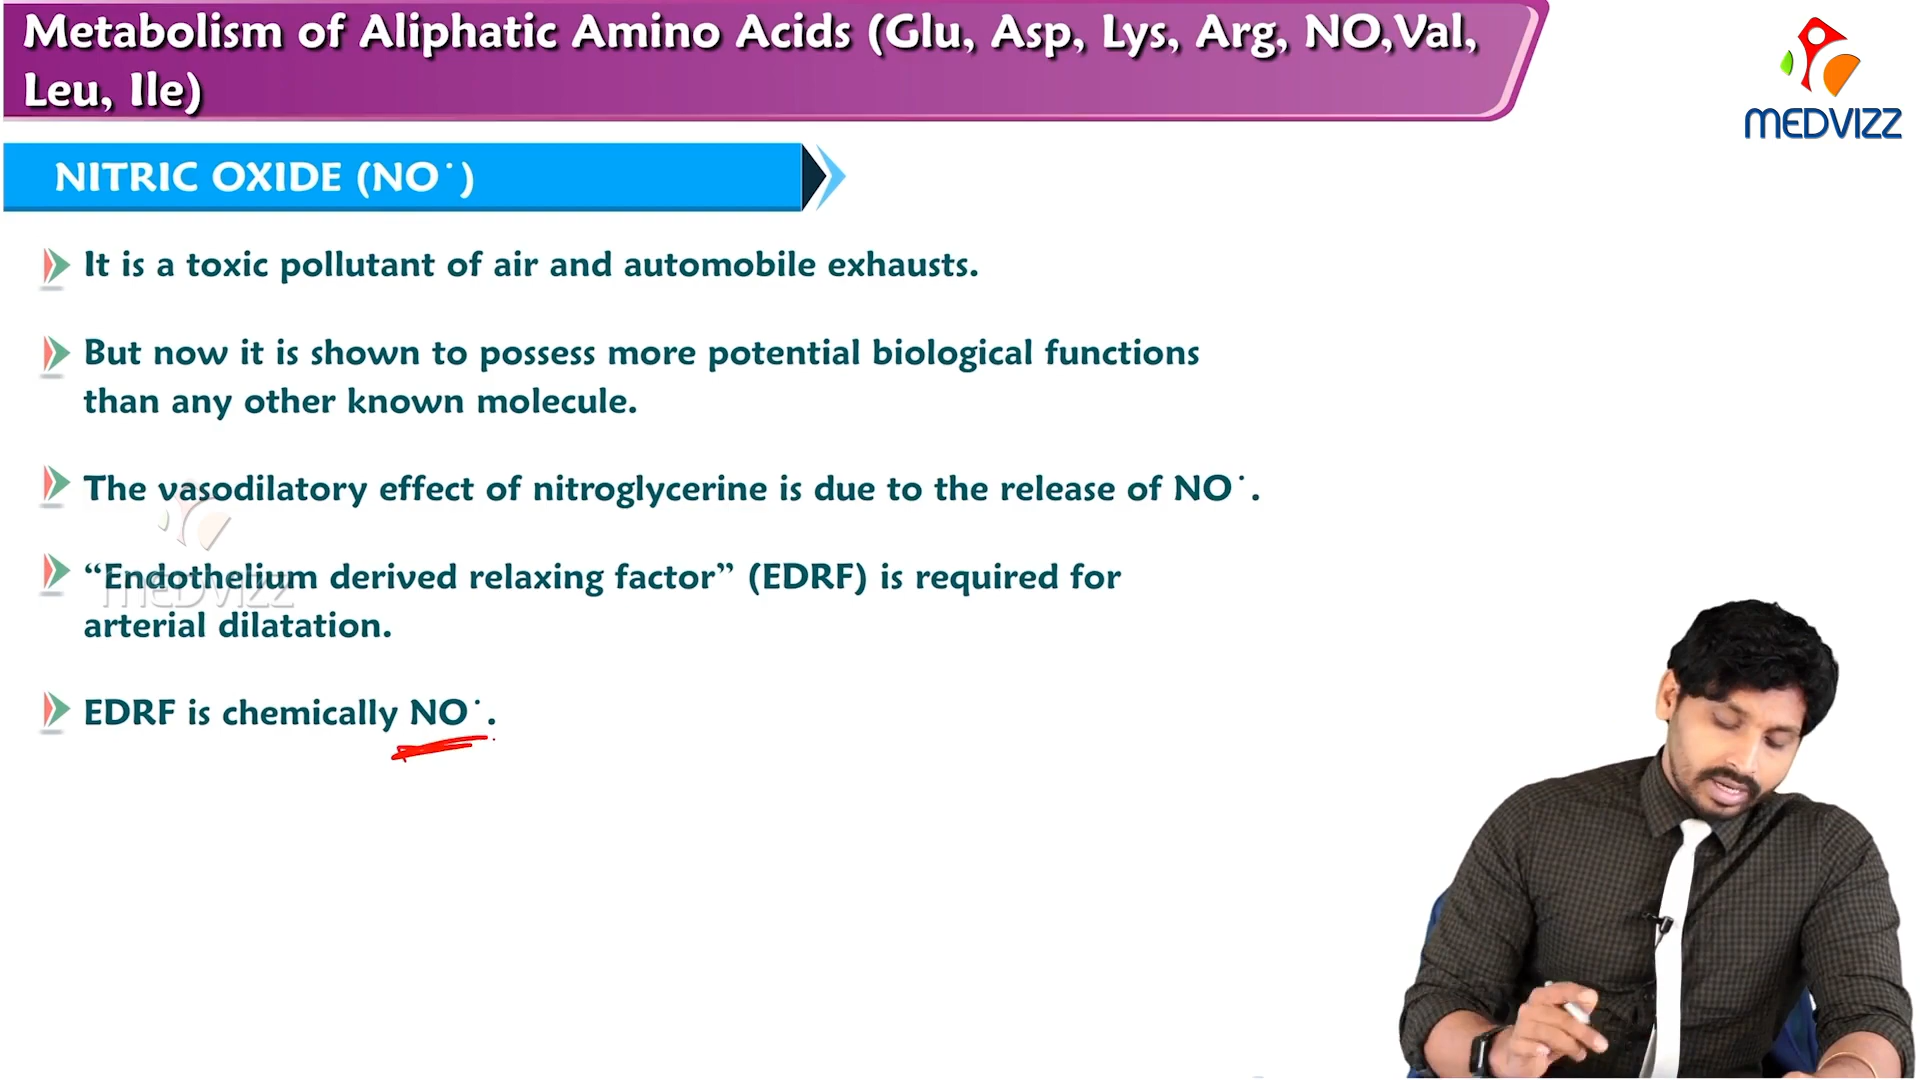 Metabolism of Aliphatic Amino Acids (Glu, Asp, Lys, Arg, NO,Val,
Leu, Ile)
MEDVIZZ
NITRIC OXIDE (NO˙)
It is a toxic pollutant of air and automobile exhausts.
But now it is shown to possess more potential biological functions
than any other known molecule.
The vasodilatory effect of nitroglycerine is due to the release of NO˙.
“Endothelium derived relaxing factor” (EDRF) is required for
MEDVIZZ
arterial dilatation.
EDRF is chemically NO˙.